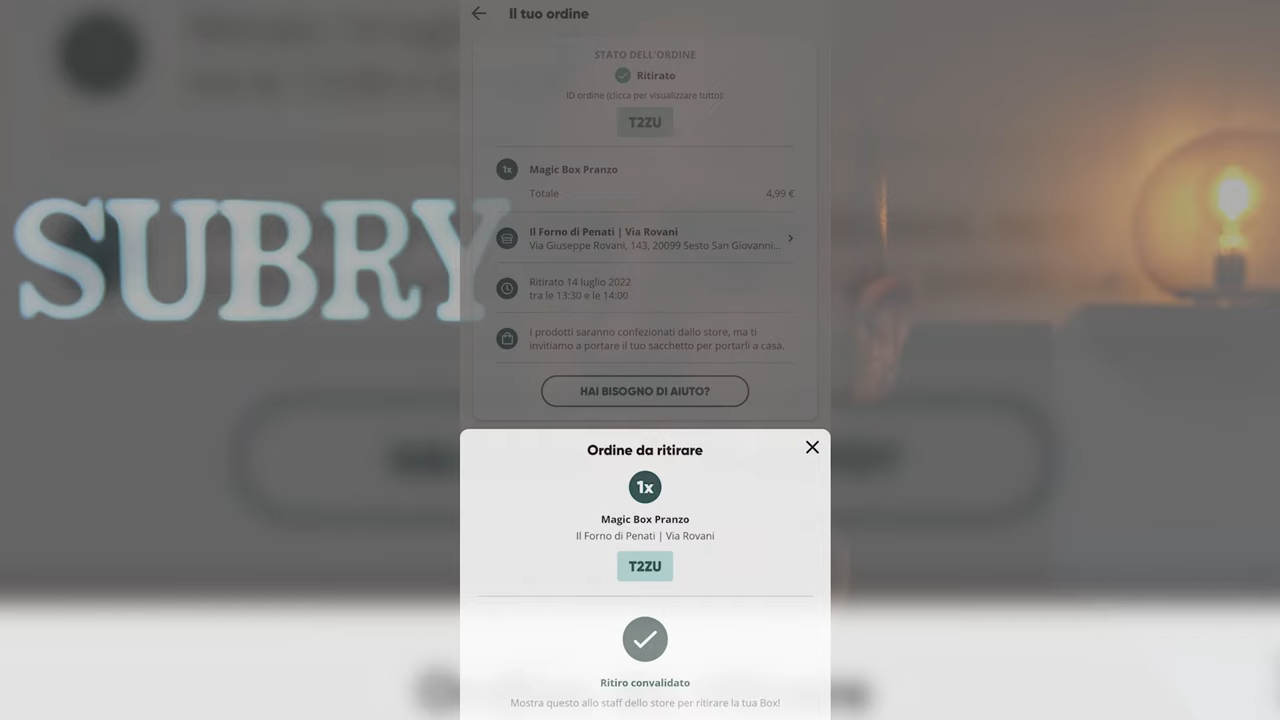 Il tuo ordine
STATO DELL'ORDINE
Ritirato
ID ordine (clicca per visualizzare tutto):
T2ZU
1x Magic Box Pranzo
Totale 4,99 €
SUBRY
Il Forno di Penati | Via Rovani
Via Giuseppe Rovani, 143, 20099 Sesto San Giovanni...
Ritirato 14 luglio 2022
tra le 13:30 e le 14:00
I prodotti saranno confezionati dallo store, ma ti
invitiamo a portare il tuo sacchetto per portarli a casa.
HAI BISOGNO DI AIUTO?
Ordine da ritirare
1x
Magic Box Pranzo
Il Forno di Penati | Via Rovani
T2ZU
Ritiro convalidato
Mostra questo allo staff dello store per ritirare la tua Box!